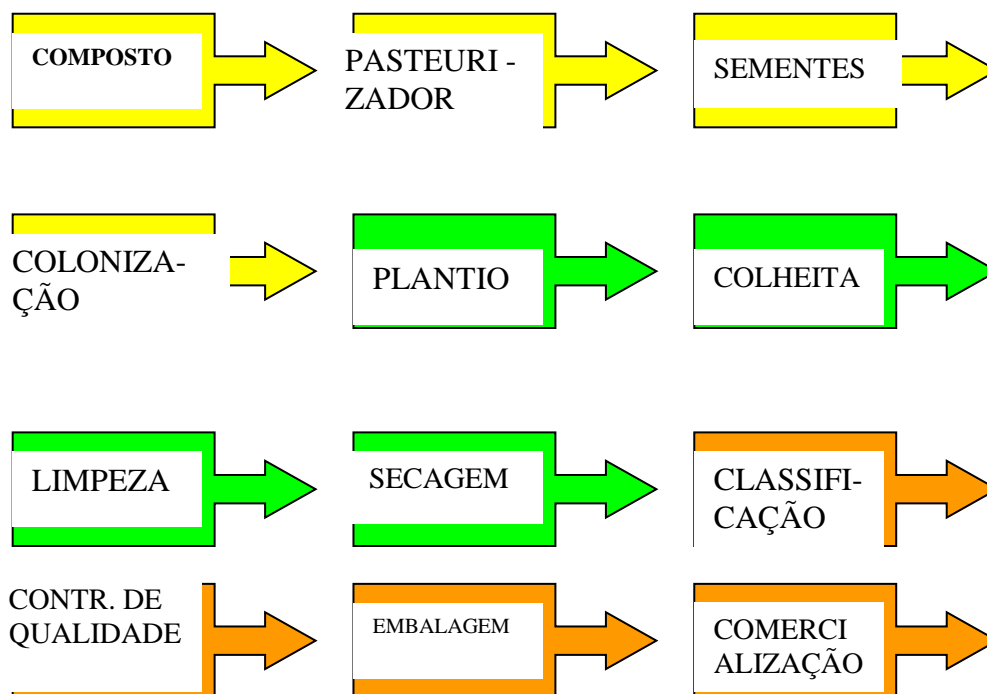 COMPOSTO
PASTEURI -
ZADOR
SEMENTES
COLONIZA-
ÇÃO
PLANTIO
COLHEITA
LIMPEZA
SECAGEM
CLASSIFI-
CAÇÃO
CONTR. DE
QUALIDADE
EMBALAGEM
COMERCI
ALIZAÇÃO